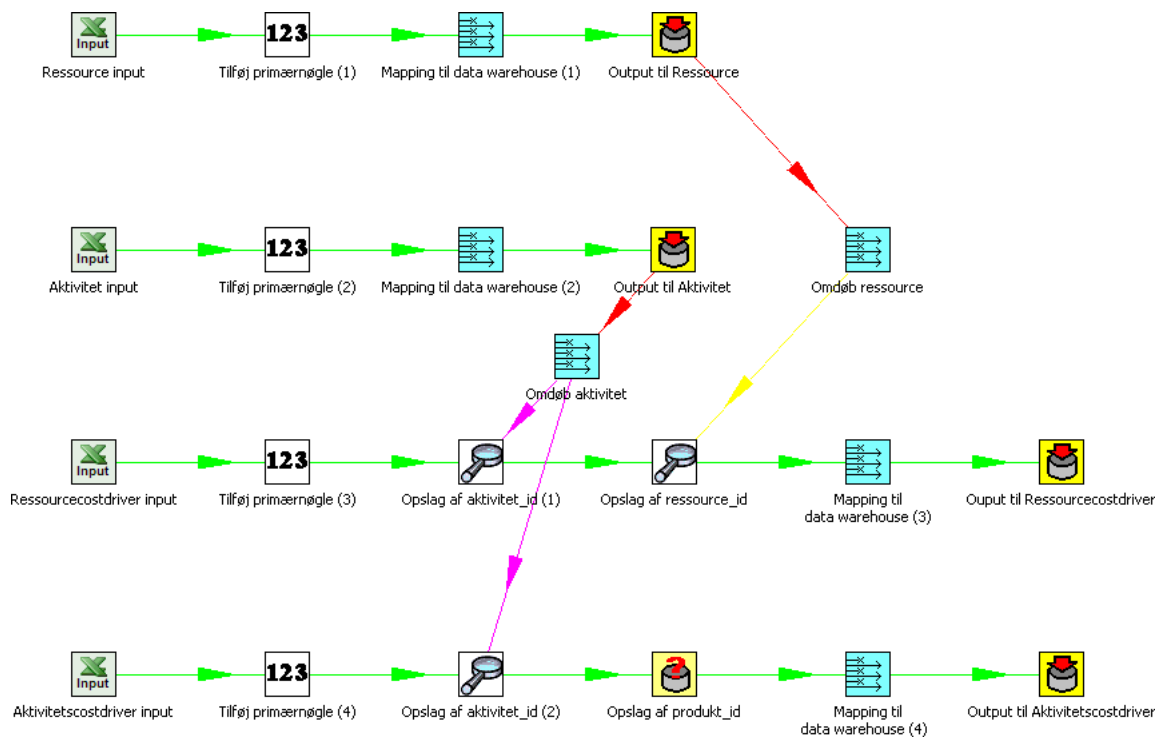 Input
123
Ressource input
Tilføj primærnøgle (1)
Mapping til data warehouse (1)
Output til Ressource
Input
123
Aktivitet input
Tilføj primærnøgle (2)
Mapping til data warehouse (2)
Output til Aktivitet
Omdøb ressource
Omdøb aktivitet
Input
123
Ressourcecostdriver input
Tilføj primærnøgle (3)
Opslag af aktivitet_id (1)
Opslag af ressource_id
Mapping til
data warehouse (3)
Ouput til Ressourcecostdriver
Input
123
?
Aktivitetscostdriver input
Tilføj primærnøgle (4)
Opslag af aktivitet_id (2)
Opslag af produkt_id
Mapping til
data warehouse (4)
Output til Aktivitetscostdriver